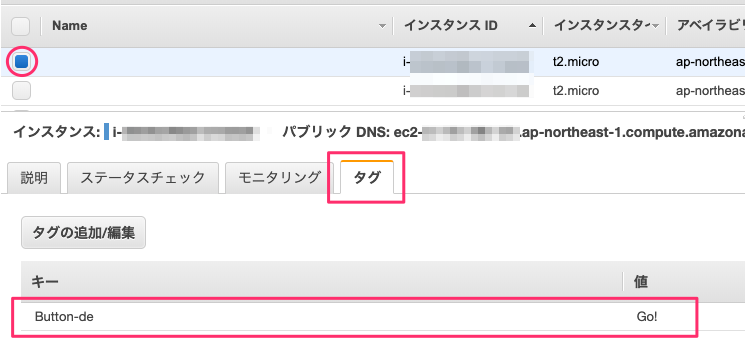 Name インスタンス ID インスタンスター アベイラビリ
i- t2.micro ap-northeas
i- t2.micro ap-northeas
インスタンス: i- パブリック DNS: ec2- .ap-northeast-1.compute.amazona
説明 ステータスチェック モニタリング タグ
タグの追加/編集
キー 値
Button-de Go!